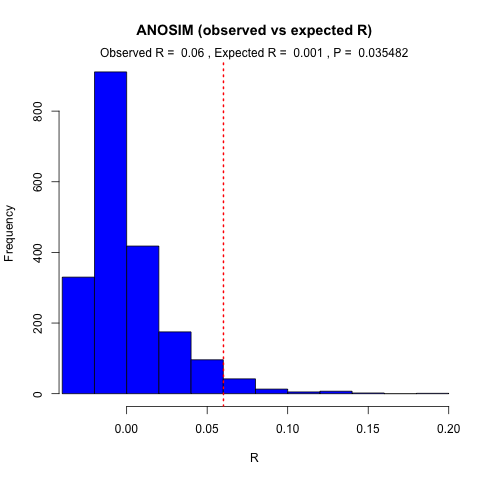 ANOSIM (observed vs expected R)
Observed R =  0.06 , Expected R =  0.001 , P =  0.035482
800
600
400
200
0
Frequency
0.00 0.05 0.10 0.15 0.20
R